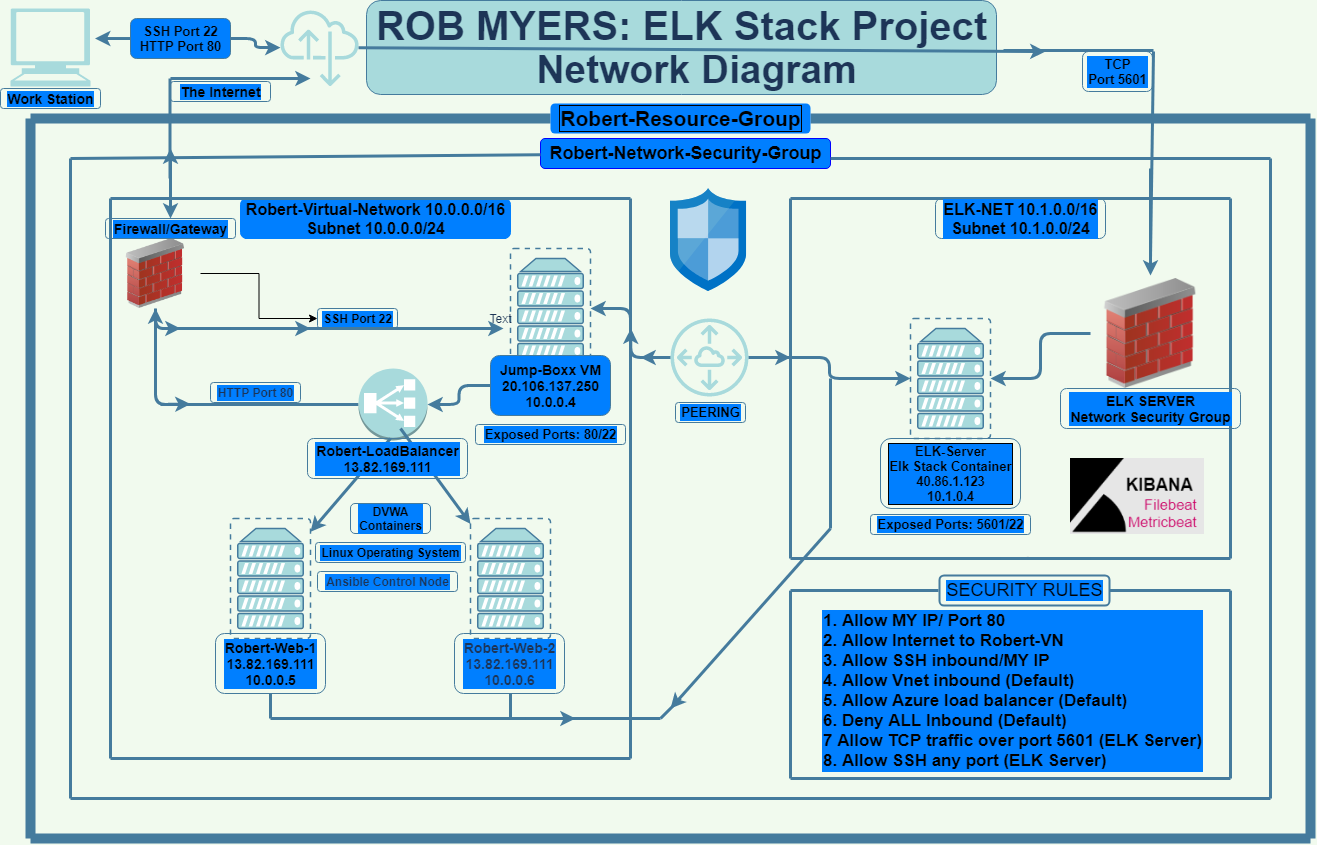 ROB MYERS: ELK Stack Project
Network Diagram
SSH Port 22
HTTP Port 80
Work Station
The Internet
TCP
Port 5601
Robert-Resource-Group
Robert-Network-Security-Group
Robert-Virtual-Network 10.0.0.0/16
Subnet 10.0.0.0/24
Firewall/Gateway
ELK-NET 10.1.0.0/16
Subnet 10.1.0.0/24
SSH Port 22
Text
Jump-Boxx VM
20.106.137.250
10.0.0.4
Exposed Ports: 80/22
HTTP Port 80
PEERING
Robert-LoadBalancer
13.82.169.111
ELK SERVER
Network Security Group
ELK-Server
Elk Stack Container
40.86.1.123
10.1.0.4
Exposed Ports: 5601/22
KIBANA
Filebeat
Metricbeat
DVWA
Containers
Linux Operating System
Ansible Control Node
Robert-Web-1
13.82.169.111
10.0.0.5
Robert-Web-2
13.82.169.111
10.0.0.6
SECURITY RULES
1. Allow MY IP/ Port 80
2. Allow Internet to Robert-VN
3. Allow SSH inbound/MY IP
4. Allow Vnet inbound (Default)
5. Allow Azure load balancer (Default)
6. Deny ALL Inbound (Default)
7 Allow TCP traffic over port 5601 (ELK Server)
8. Allow SSH any port (ELK Server)